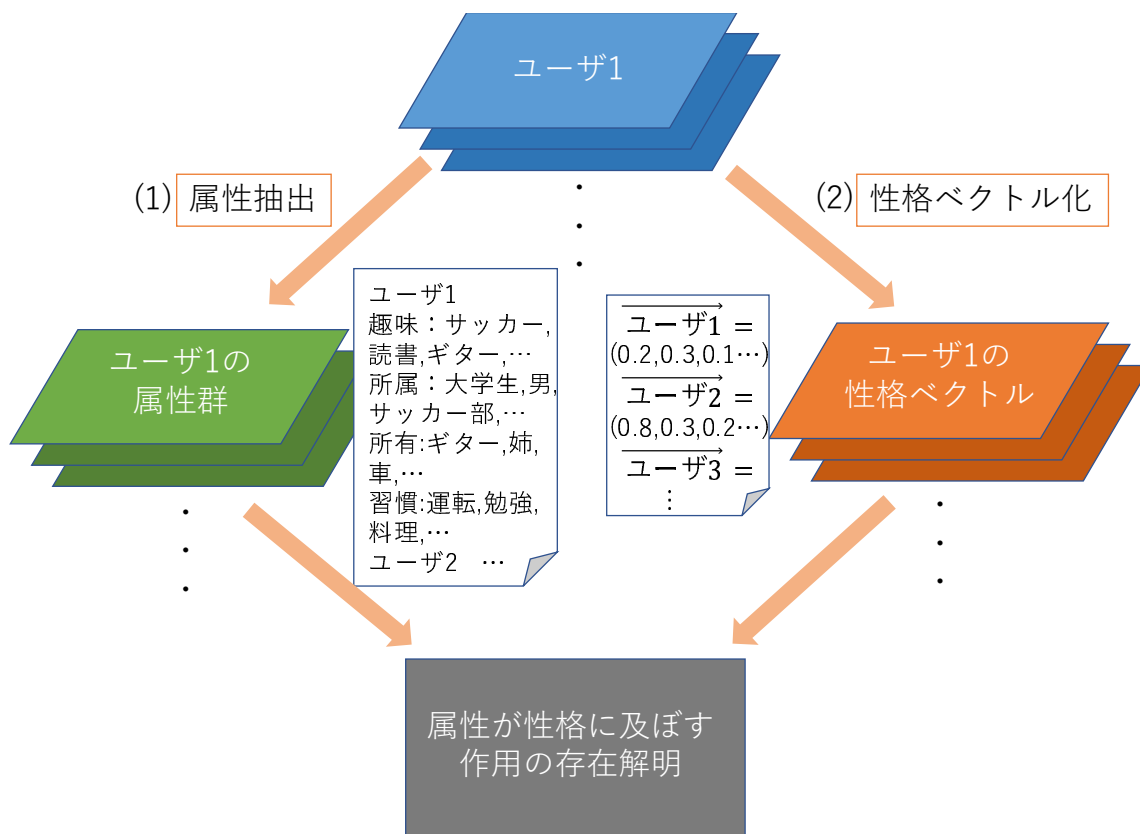 ユーザ1
(1) 属性抽出
(2) 性格ベクトル化
ユーザ1
趣味：サッカー,
読書,ギター,…
所属：大学生,男,
サッカー部,…
所有:ギター,姉,
車,…
習慣:運転,勉強,
料理,…
ユーザ2 …
ユーザ1 =
(0.2,0.3,0.1…)
ユーザ2 =
(0.8,0.3,0.2…)
ユーザ3 =
⋮
ユーザ1の
属性群
ユーザ1の
性格ベクトル
属性が性格に及ぼす
作用の存在解明